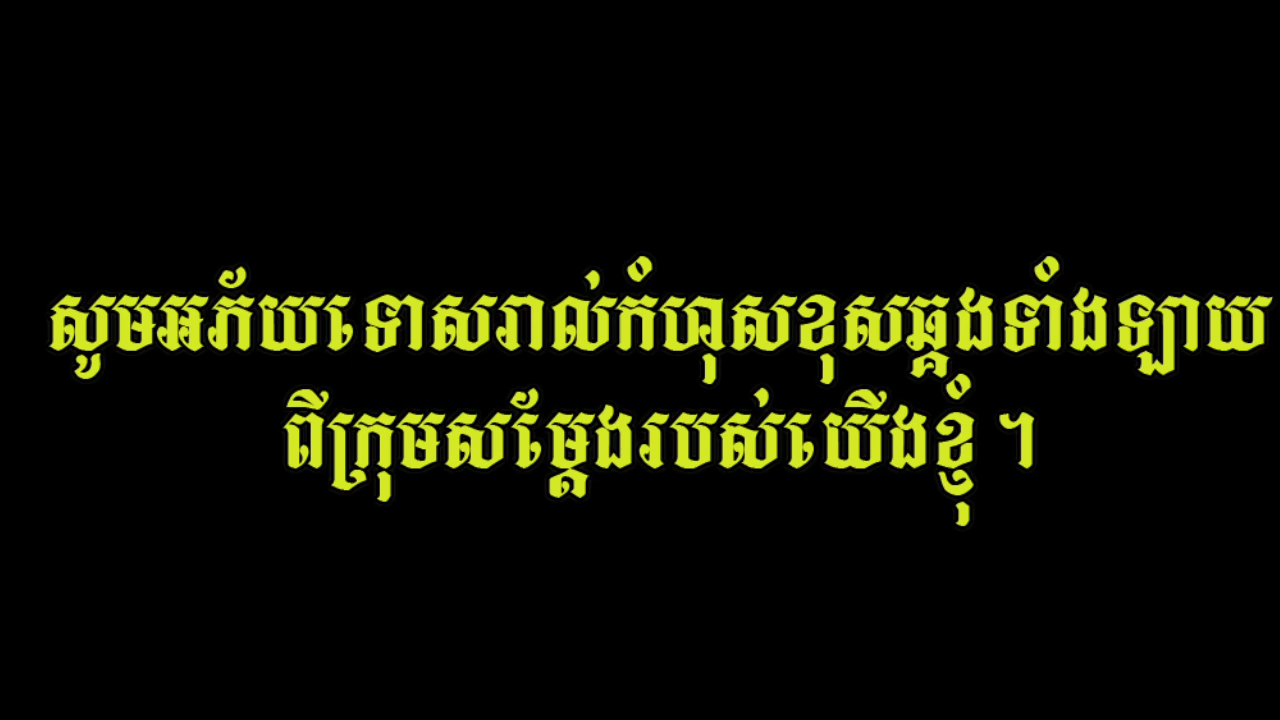 សូមអភ័យទោសរាល់កំហុសខុសឆ្គងទាំងឡាយ
ពីក្រុមសម្ដែងរបស់យើងខ្ញុំ ។